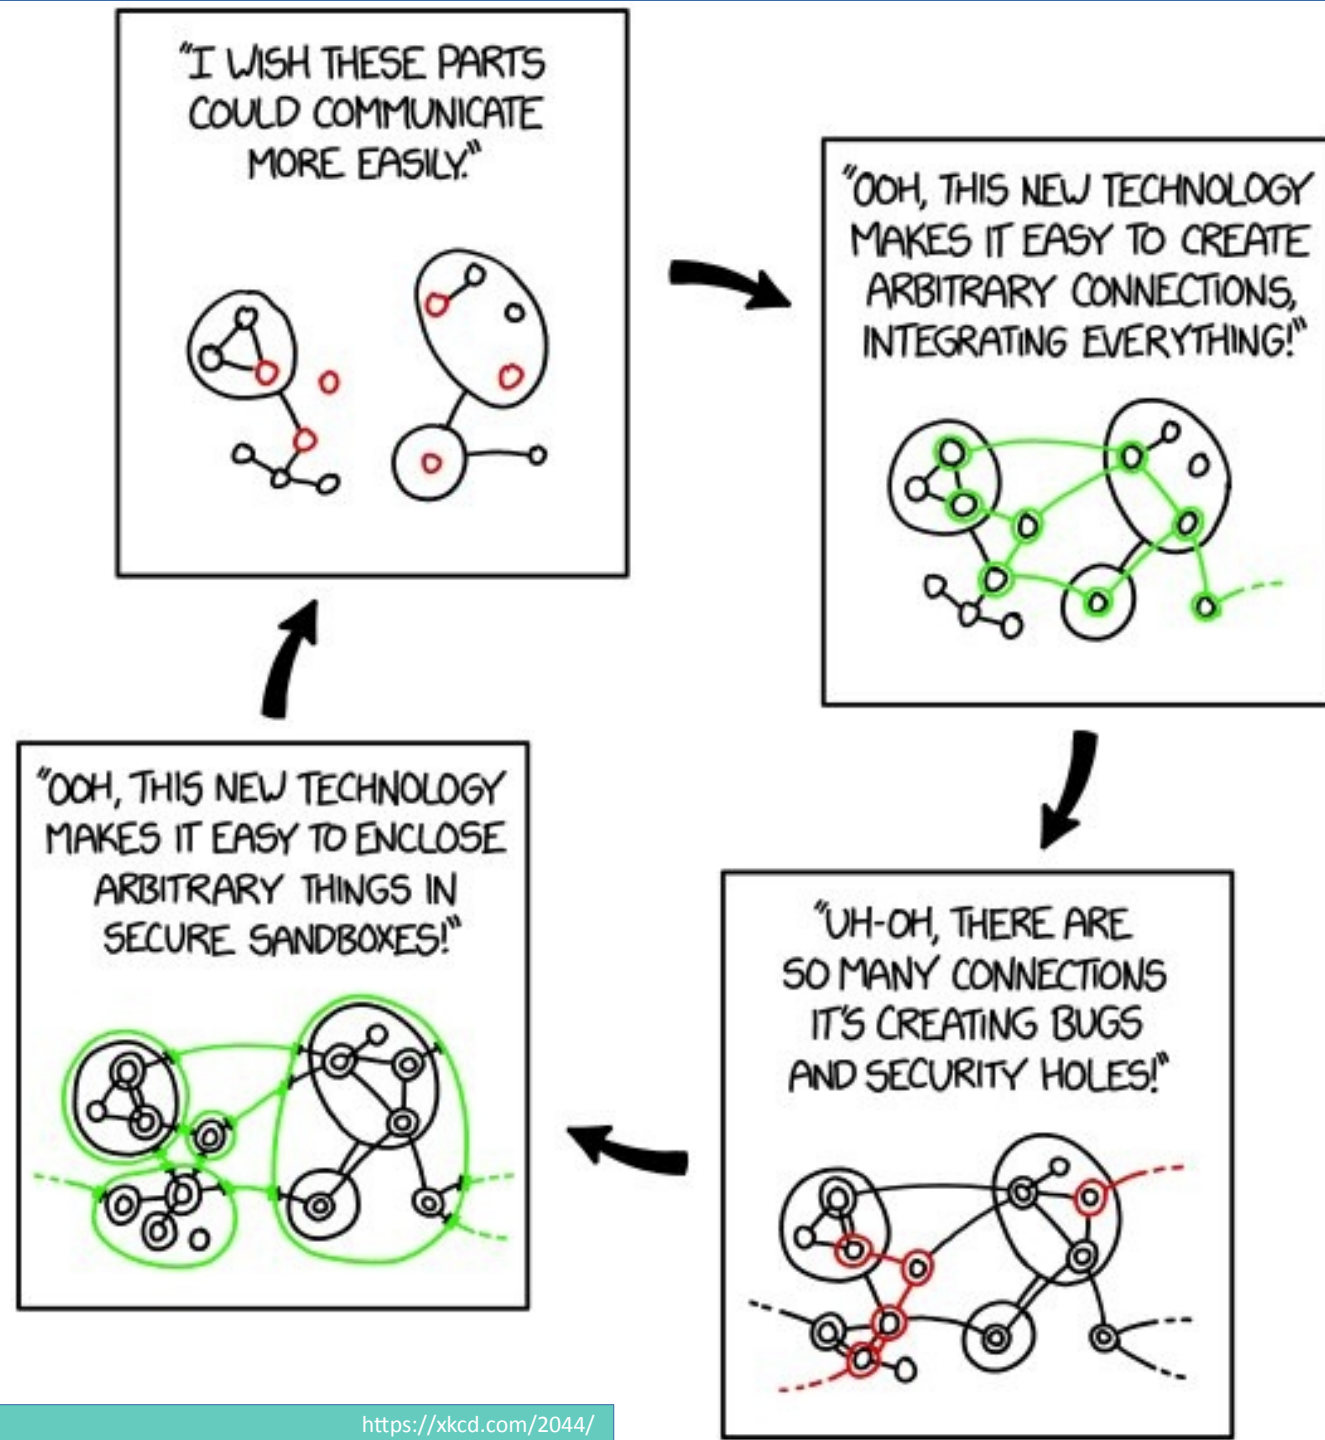 "I WISH THESE PARTS
COULD COMMUNICATE
MORE EASILY."
"OOH, THIS NEW TECHNOLOGY
MAKES IT EASY TO CREATE
ARBITRARY CONNECTIONS,
INTEGRATING EVERYTHING!"
"UH-OH, THERE ARE
SO MANY CONNECTIONS
IT'S CREATING BUGS
AND SECURITY HOLES!"
"OOH, THIS NEW TECHNOLOGY
MAKES IT EASY TO ENCLOSE
ARBITRARY THINGS IN
SECURE SANDBOXES!"
https://xkcd.com/2044/